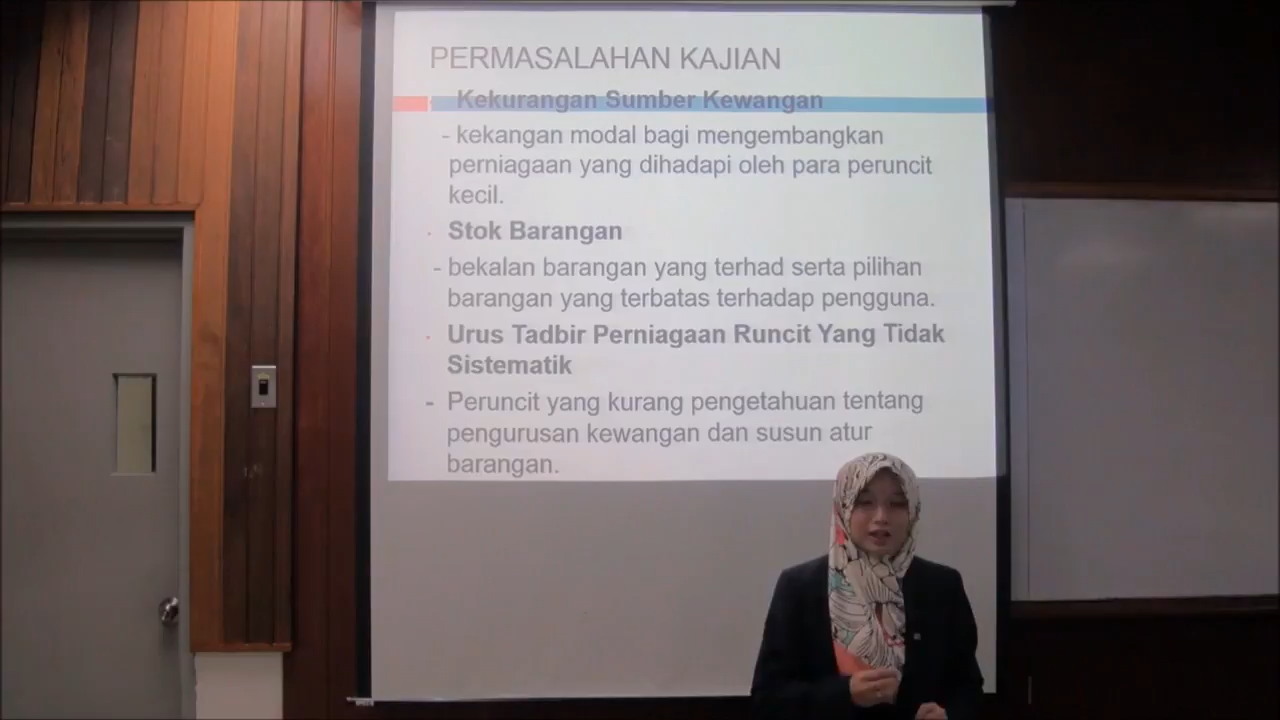 PERMASALAHAN KAJIAN
Kekurangan Sumber Kewangan
- kekangan modal bagi mengembangkan
perniagaan yang dihadapi oleh para peruncit
kecil.
· Stok Barangan
- bekalan barangan yang terhad serta pilihan
barangan yang terbatas terhadap pengguna.
· Urus Tadbir Perniagaan Runcit Yang Tidak
Sistematik
- Peruncit yang kurang pengetahuan tentang
pengurusan kewangan dan susun atur
barangan.